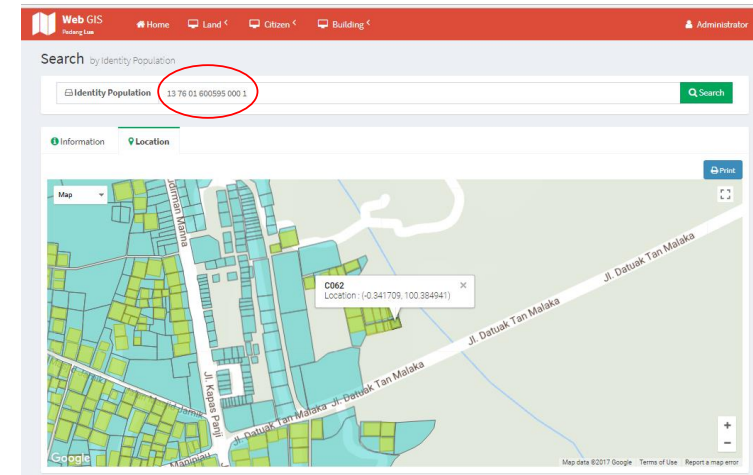 Web GIS
Padang Lua
Home
Land
Citizen
Building
Administrator
Search by Identity Population
Identity Population
13 76 01 600595 000 1
Search
Information
Location
Print
Map
Jl. Datuak Tan Malaka
C062
Location : (-0.341709, 100.384941)
Jl. Datuak Tan Malaka
Jl. Kapas Panji
Jl. Datuak Tan Malaka
Jl. Datuak Tan Malaka
Maninjau
Google
Map data ©2017 Google
Terms of Use
Report a map error